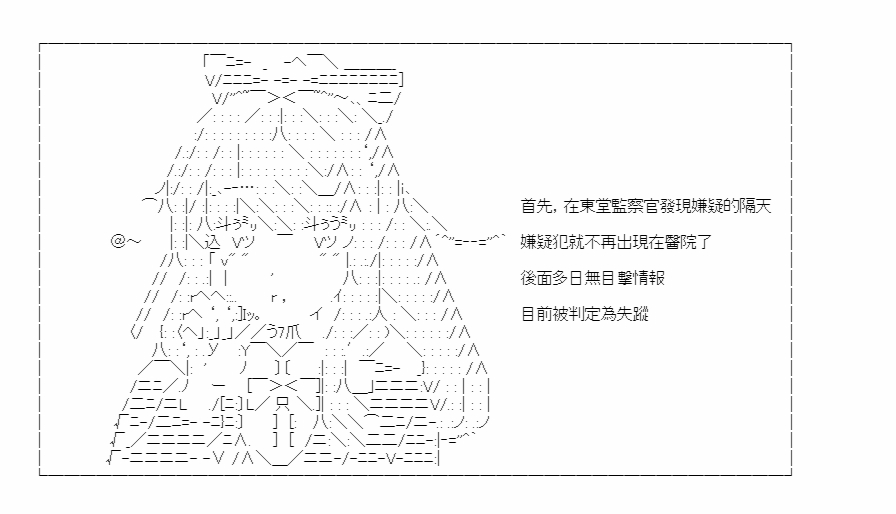 首先, 在東堂監察官發現嫌疑的隔天
嫌疑犯就不再出現在醫院了
後面多日無目擊情報
目前被判定為失蹤